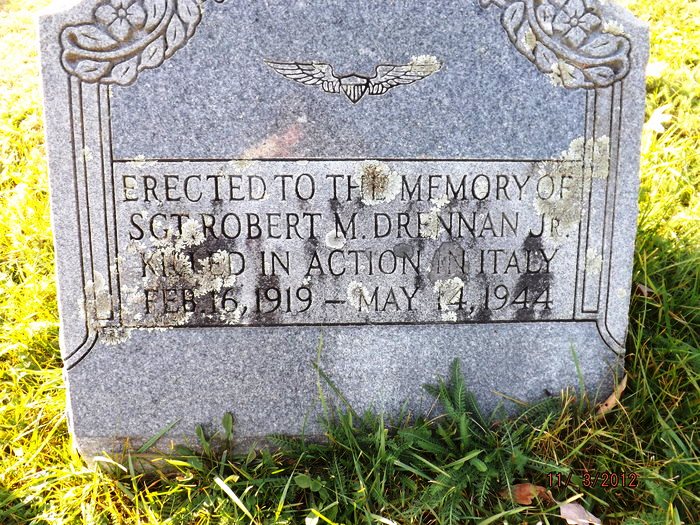 ERECTED TO THE MEMORY OF
SGT. ROBERT M. DRENNAN JR.
KILLED IN ACTION IN ITALY
FEB. 16, 1919 – MAY 14, 1944
11/ 3/2012